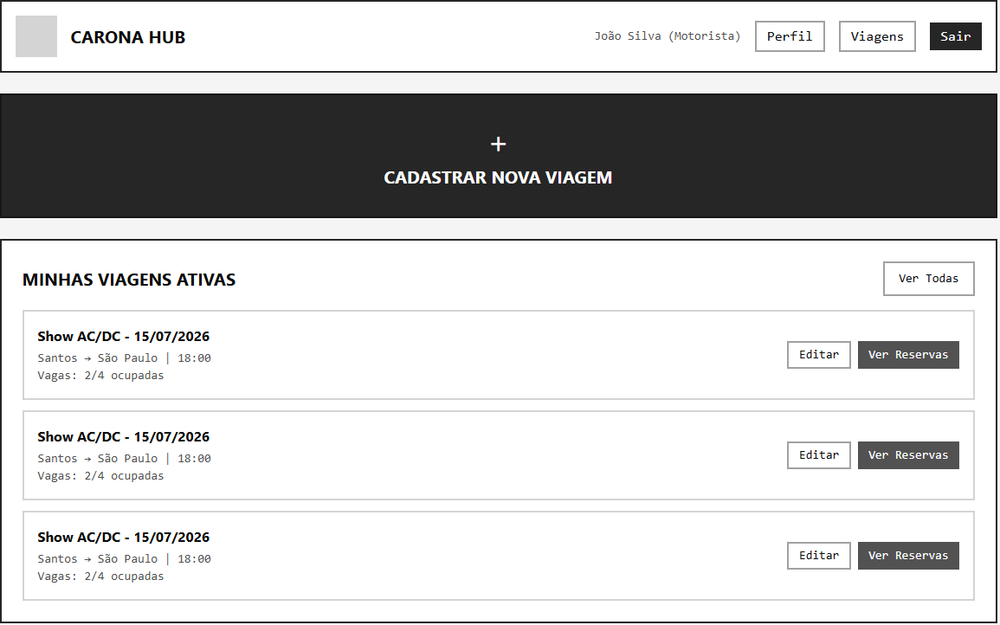 CARONA HUB
João Silva (Motorista)
Perfil
Viagens
Sair
+
CADASTRAR NOVA VIAGEM
MINHAS VIAGENS ATIVAS
Ver Todas
Show AC/DC - 15/07/2026
Santos → São Paulo | 18:00
Vagas: 2/4 ocupadas
Editar
Ver Reservas
Show AC/DC - 15/07/2026
Santos → São Paulo | 18:00
Vagas: 2/4 ocupadas
Editar
Ver Reservas
Show AC/DC - 15/07/2026
Santos → São Paulo | 18:00
Vagas: 2/4 ocupadas
Editar
Ver Reservas